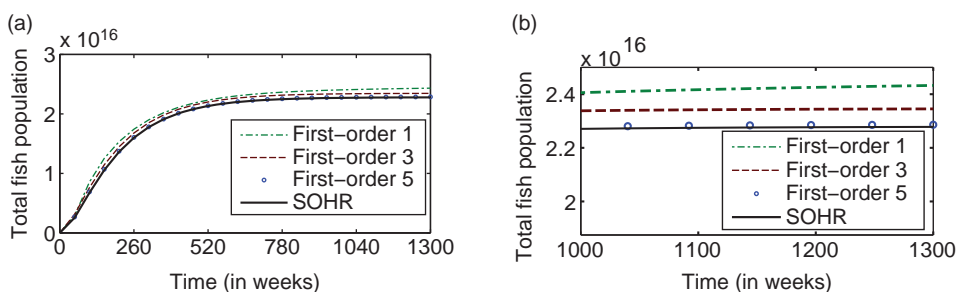 (a)
x 10^16
Total fish population
3
2
1
0
0 260 520 780 1040 1300
Time (in weeks)
First−order 1
First−order 3
First−order 5
SOHR
(b)
x 10^16
Total fish population
2.4
2.2
2
1000 1100 1200 1300
Time (in weeks)
First−order 1
First−order 3
First−order 5
SOHR